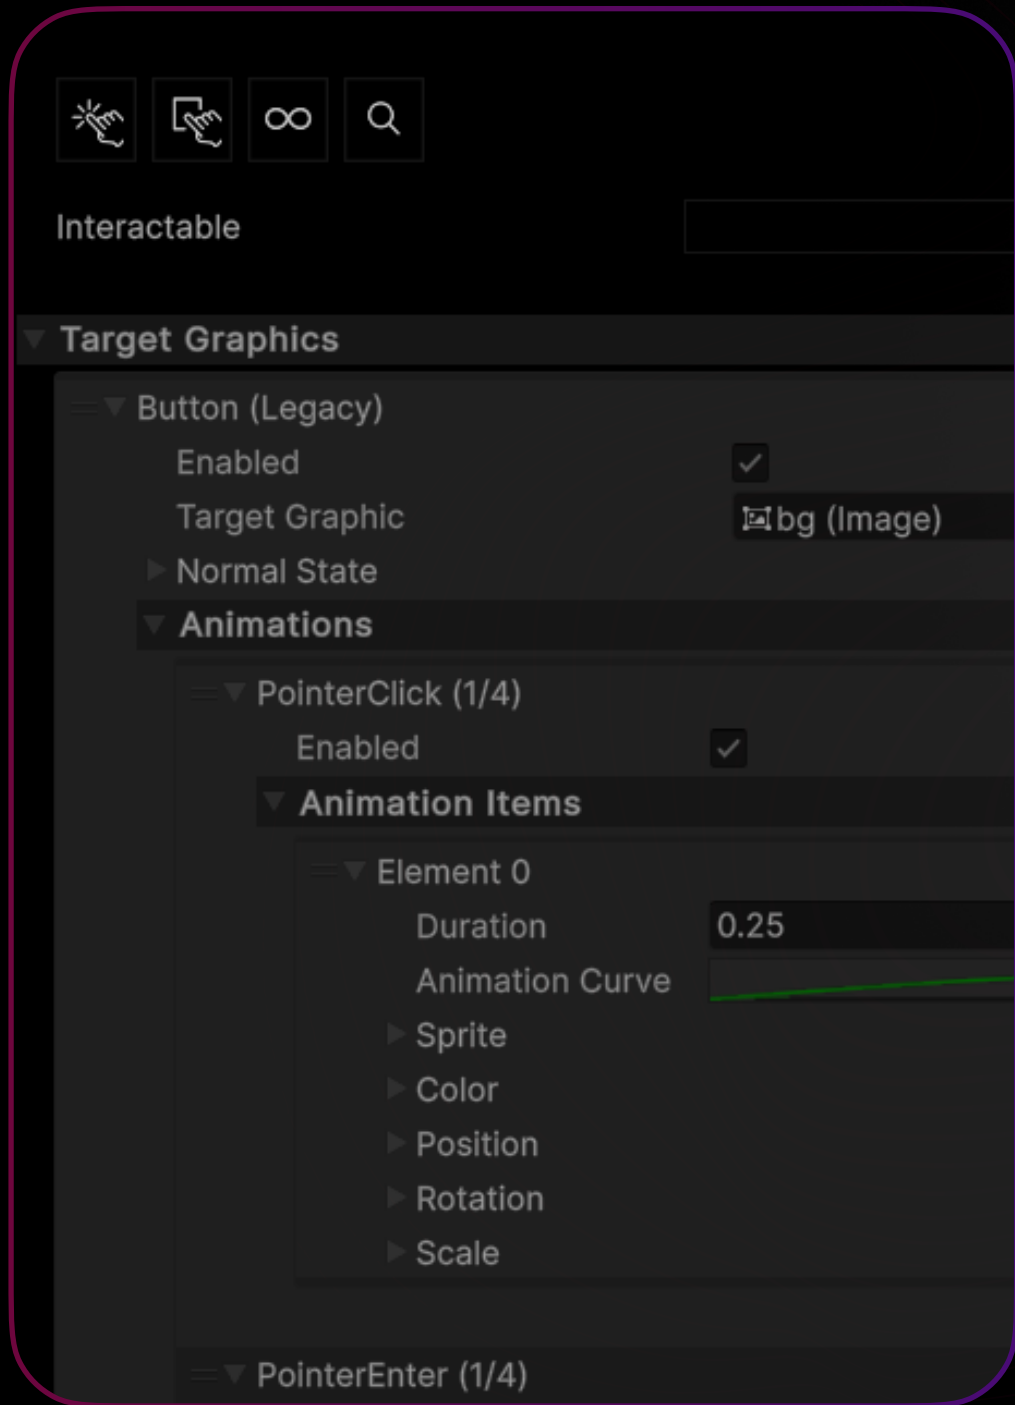 Interactable
Target Graphics
Button (Legacy)
Enabled
Target Graphic bg (Image)
Normal State
Animations
PointerClick (1/4)
Enabled
Animation Items
Element 0
Duration 0.25
Animation Curve
Sprite
Color
Position
Rotation
Scale
PointerEnter (1/4)